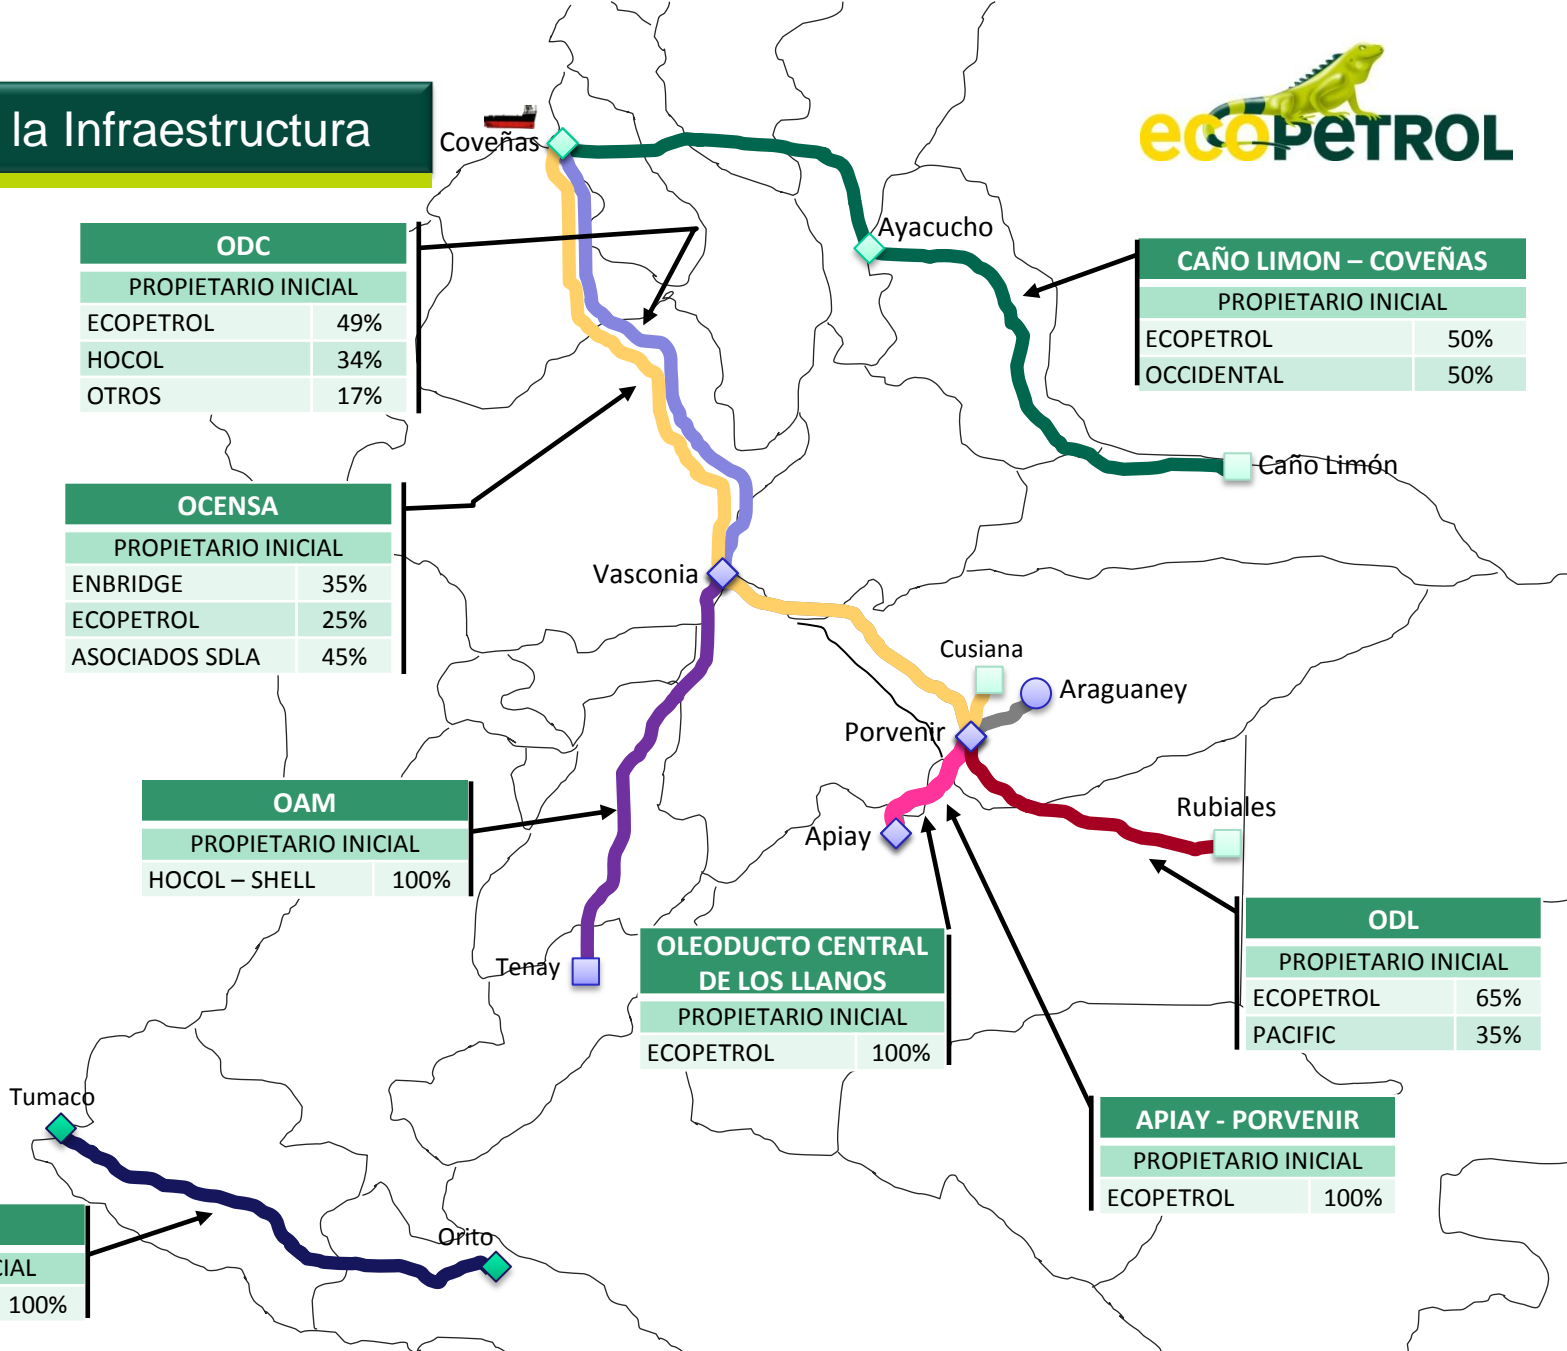 la Infraestructura
ecoPETROL
Coveñas
Ayacucho
ODC
PROPIETARIO INICIAL
ECOPETROL 49%
HOCOL 34%
OTROS 17%
CAÑO LIMON – COVEÑAS
PROPIETARIO INICIAL
ECOPETROL 50%
OCCIDENTAL 50%
Caño Limón
OCENSA
PROPIETARIO INICIAL
ENBRIDGE 35%
ECOPETROL 25%
ASOCIADOS SDLA 45%
Vasconia
Cusiana
Araguaney
Porvenir
OAM
PROPIETARIO INICIAL
HOCOL – SHELL 100%
Apiay
Rubiales
Tenay
OLEODUCTO CENTRAL
DE LOS LLANOS
PROPIETARIO INICIAL
ECOPETROL 100%
ODL
PROPIETARIO INICIAL
ECOPETROL 65%
PACIFIC 35%
Tumaco
APIAY - PORVENIR
PROPIETARIO INICIAL
ECOPETROL 100%
Orito
CIAL
100%